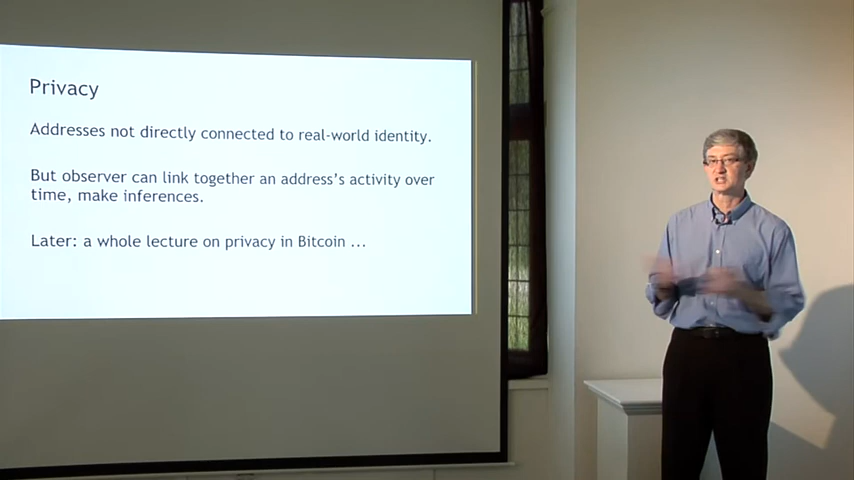 Privacy
Addresses not directly connected to real-world identity.
But observer can link together an address's activity over
time, make inferences.
Later: a whole lecture on privacy in Bitcoin ...